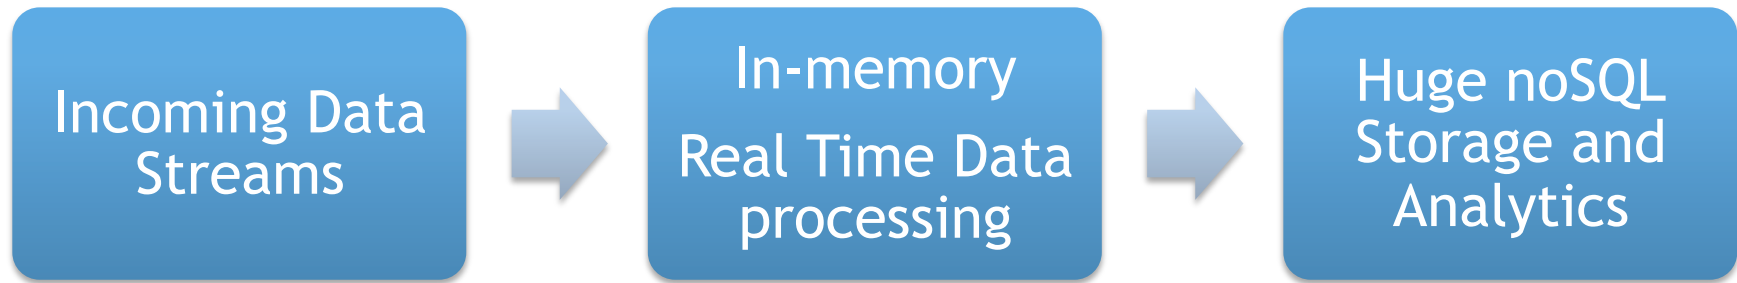 Incoming Data
Streams
In-memory
Real Time Data
processing
Huge noSQL
Storage and
Analytics